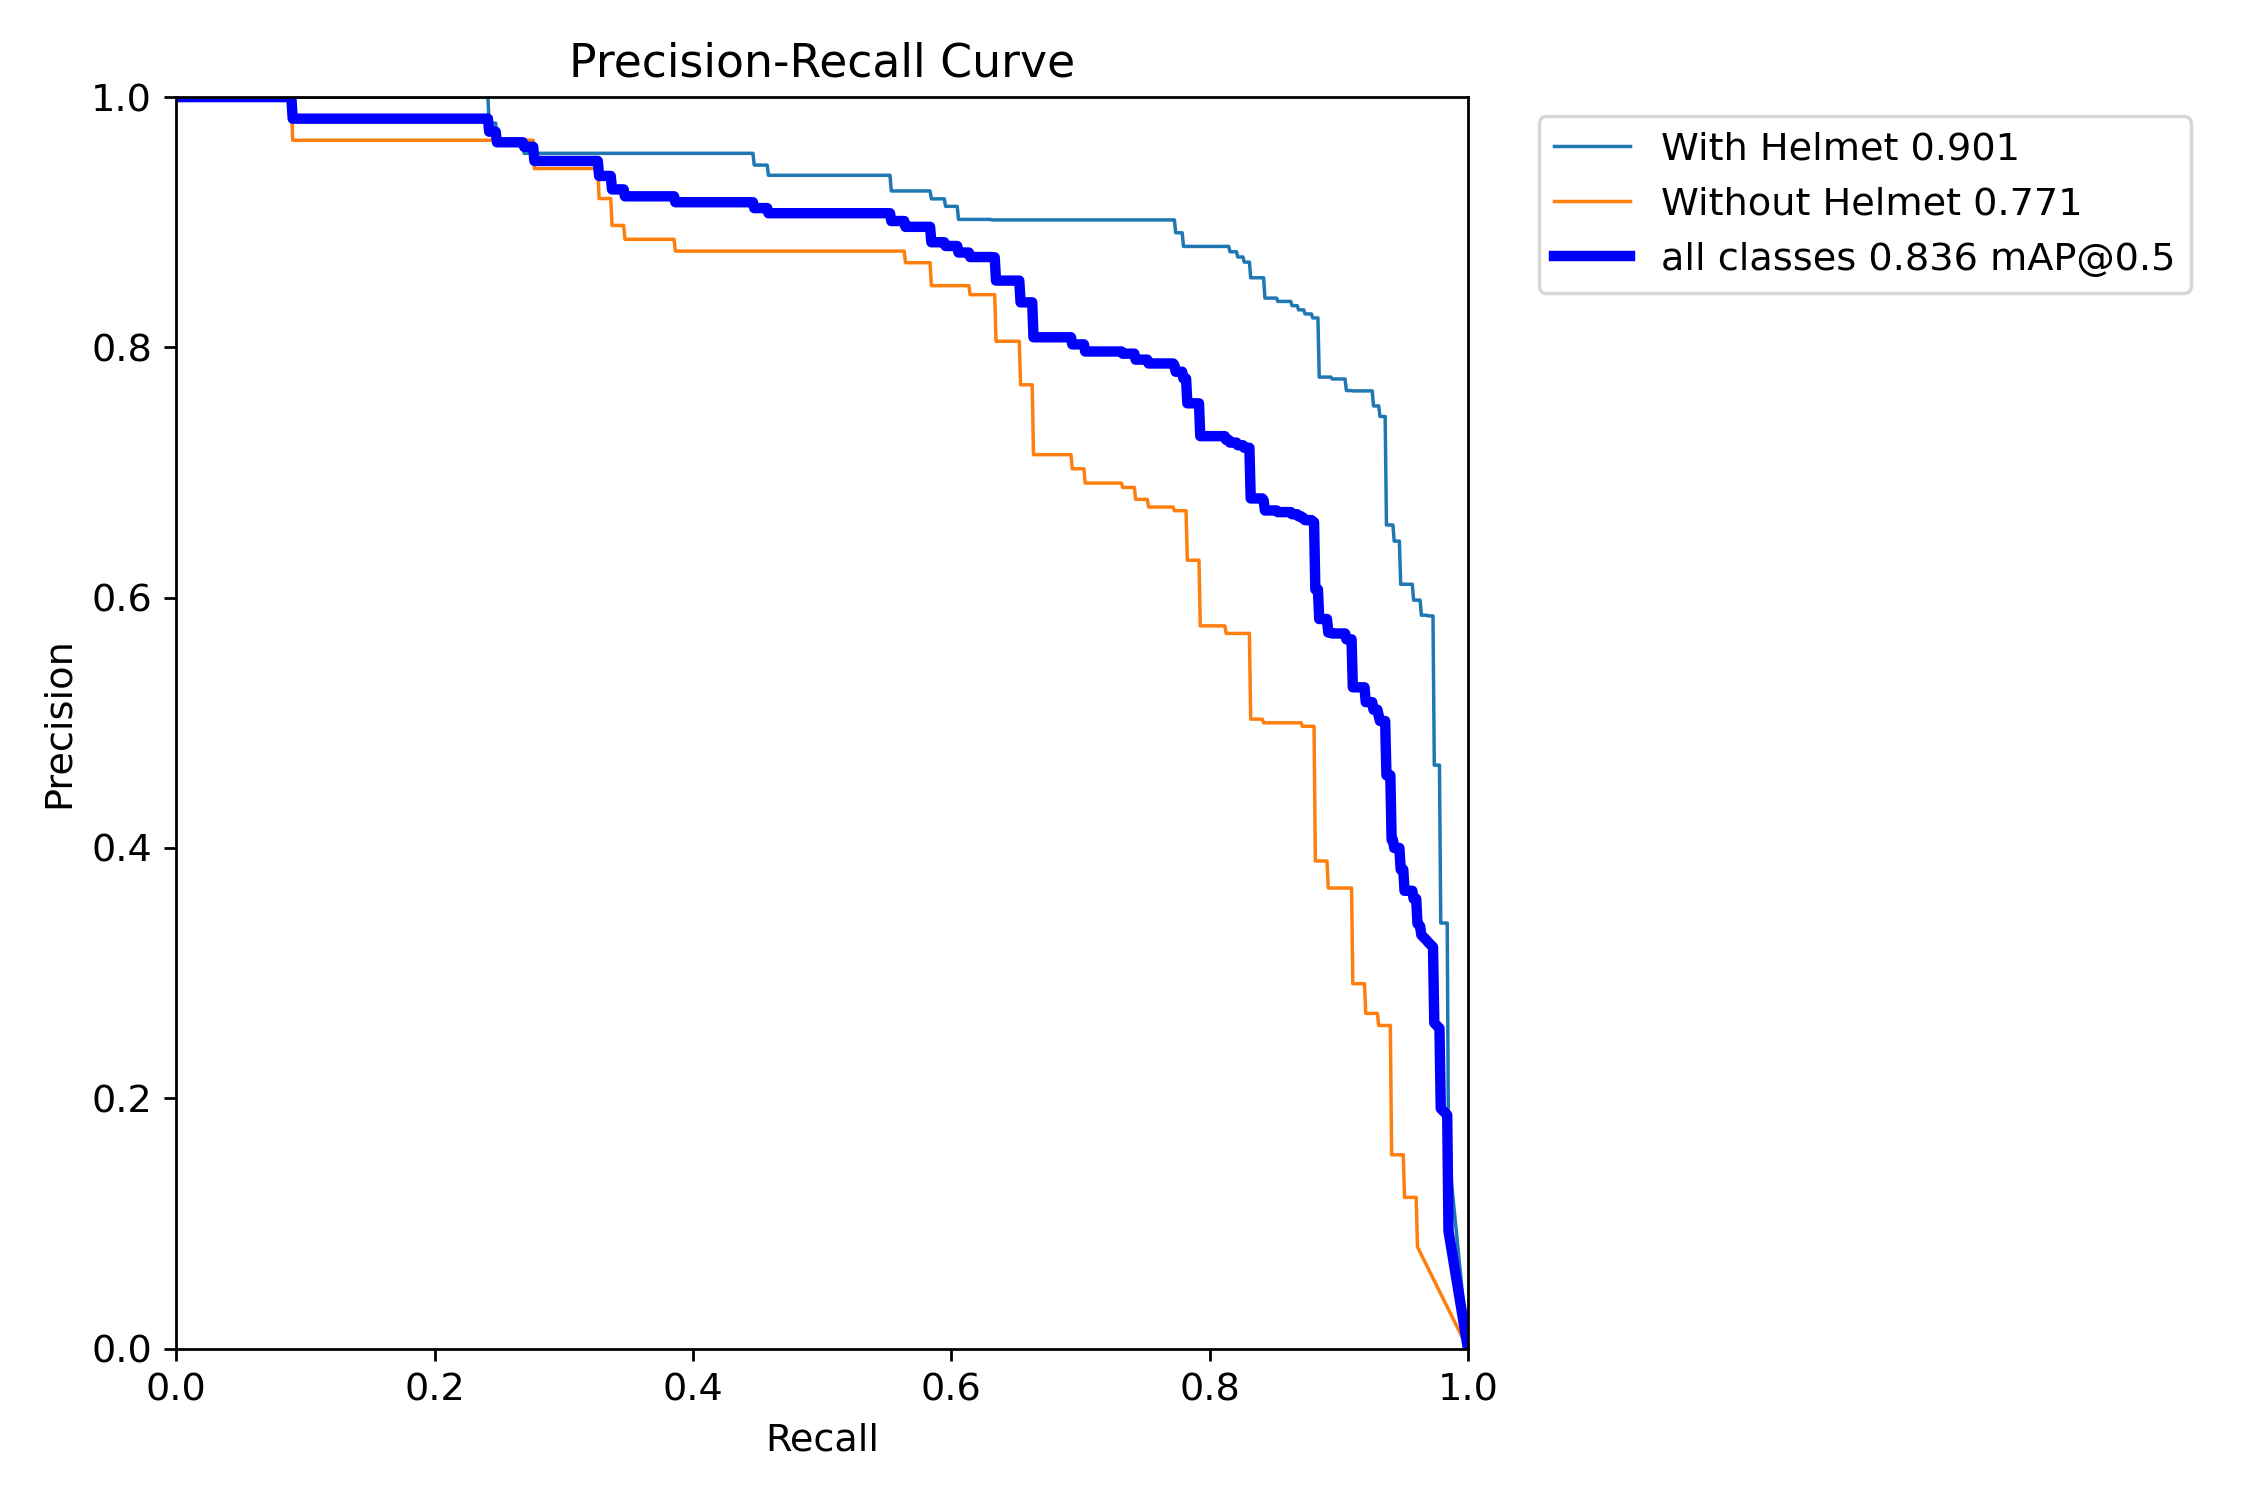 Precision-Recall Curve
With Helmet 0.901
Without Helmet 0.771
all classes 0.836 mAP@0.5
1.0
0.8
0.6
0.4
0.2
0.0
Precision
0.0 0.2 0.4 0.6 0.8 1.0
Recall